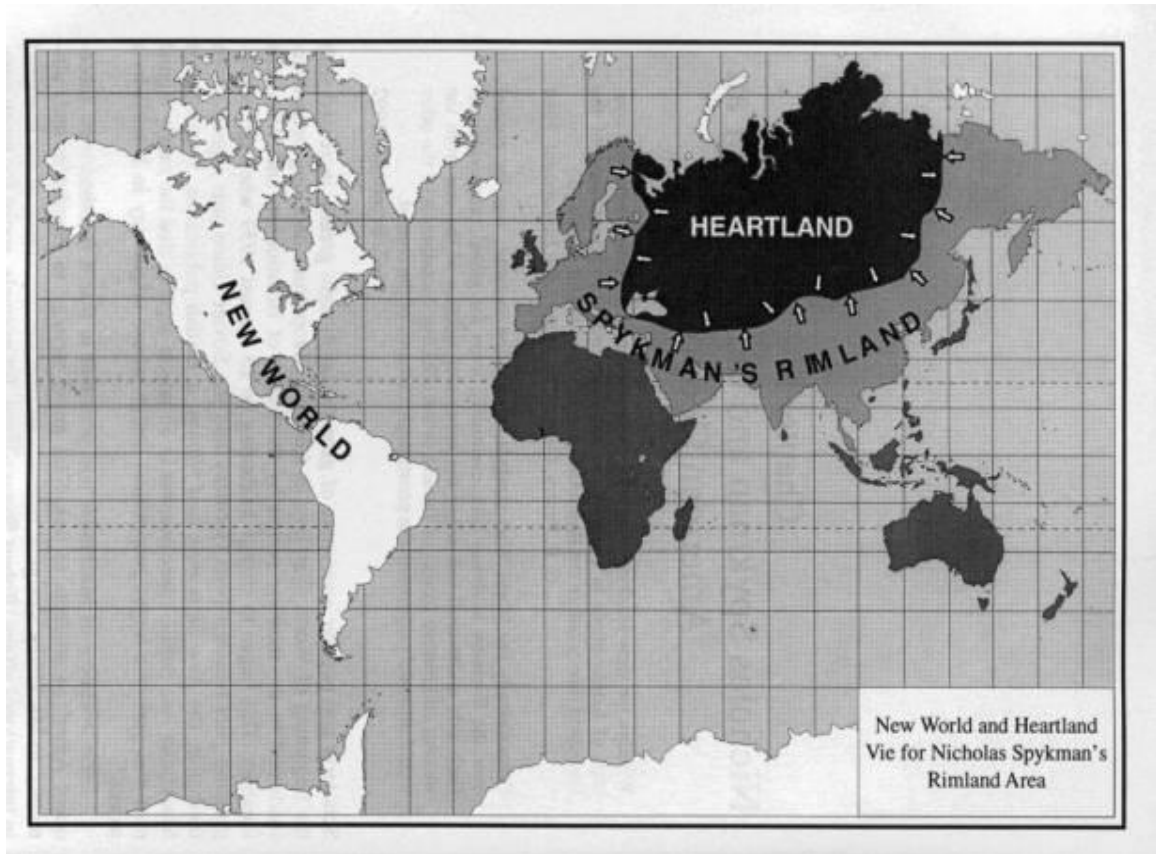 HEARTLAND
SPYKMAN'S RIMLAND
NEW WORLD
New World and Heartland
Vie for Nicholas Spykman's
Rimland Area